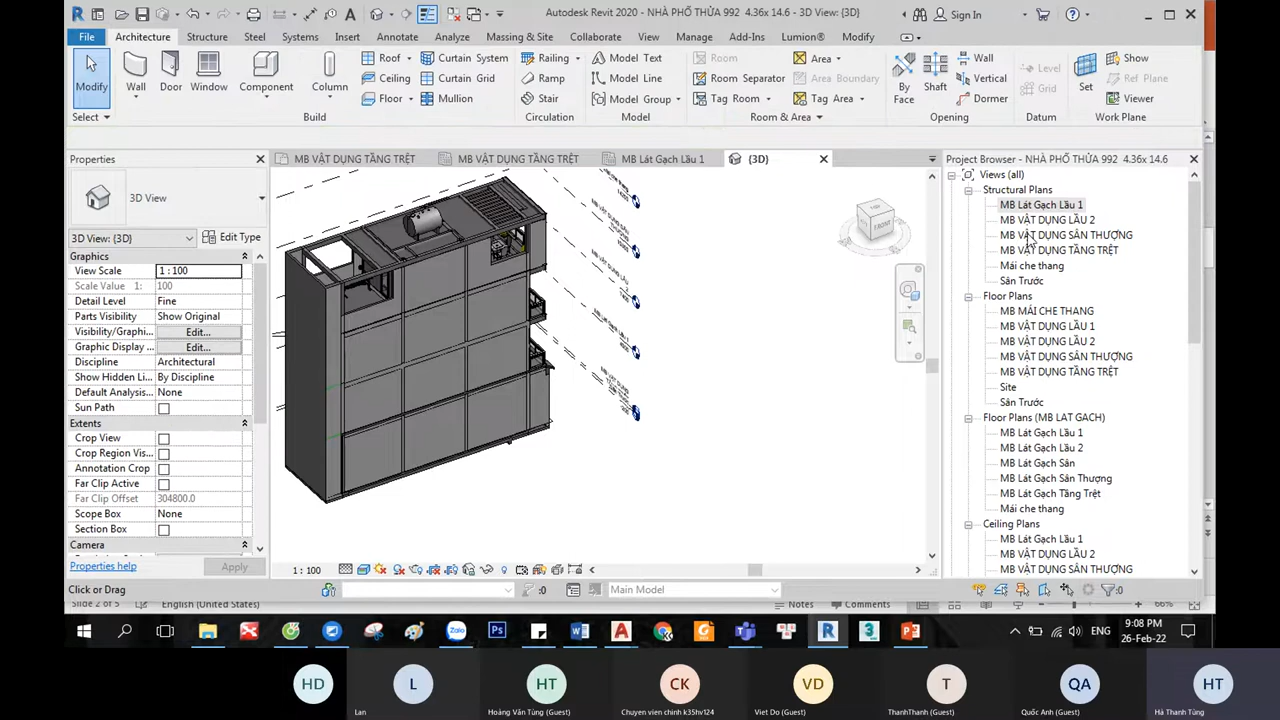 Autodesk Revit 2020 - NHÀ PHỐ THỬA 992 4.36x 14.6 - 3D View: {3D}
Sign In
File Architecture Structure Steel Systems Insert Annotate Analyze Massing & Site Collaborate View Manage Add-Ins Lumion® Modify
Modify
Wall
Door
Window
Component
Column
Roof
Ceiling
Floor
Curtain System
Curtain Grid
Mullion
Railing
Ramp
Stair
Model Text
Model Line
Model Group
Room
Room Separator
Tag Room
Area
Area Boundary
Tag Area
By Face
Shaft
Wall
Vertical
Dormer
Level
Grid
Set
Show
Ref Plane
Viewer
Select Build Circulation Model Room & Area Opening Datum Work Plane
Properties
3D View
3D View: {3D} Edit Type
Graphics
View Scale 1 : 100
Scale Value 1: 100
Detail Level Fine
Parts Visibility Show Original
Visibility/Graphi... Edit...
Graphic Display ... Edit...
Discipline Architectural
Show Hidden Li... By Discipline
Default Analysis... None
Sun Path
Extents
Crop View
Crop Region Vis...
Annotation Crop
Far Clip Active
Far Clip Offset 304800.0
Scope Box None
Section Box
Camera
Properties help Apply
MB VẬT DỤNG TẦNG TRỆT MB VẬT DỤNG TẦNG TRỆT MB Lát Gạch Lầu 1 {3D}
TOP
FRONT
1 : 100
Project Browser - NHÀ PHỐ THỬA 992 4.36x 14.6
Views (all)
Structural Plans
MB Lát Gạch Lầu 1
MB VẬT DỤNG LẦU 2
MB VẬT DỤNG SÂN THƯỢNG
MB VẬT DỤNG TẦNG TRỆT
Mái che thang
Sân Trước
Floor Plans
MB MÁI CHE THANG
MB VẬT DỤNG LẦU 1
MB VẬT DỤNG LẦU 2
MB VẬT DỤNG SÂN THƯỢNG
MB VẬT DỤNG TẦNG TRỆT
Site
Sân Trước
Floor Plans (MB LAT GACH)
MB Lát Gạch Lầu 1
MB Lát Gạch Lầu 2
MB Lát Gạch Sân
MB Lát Gạch Sân Thượng
MB Lát Gạch Tầng Trệt
Mái che thang
Ceiling Plans
MB Lát Gạch Lầu 1
MB VẬT DỤNG LẦU 2
MB VẬT DỤNG SÂN THƯỢNG
Click or Drag :0 Main Model :0
Slide 2 of 5 English (United States) Notes Comments 66%
Zalo
ENG
9:08 PM
26-Feb-22
HD L HT CK VD T QA HT
Lan Hoàng Văn Tùng (Guest) Chuyen vien chinh k35hv124 Viet Do (Guest) ThanhThanh (Guest) Quốc Anh (Guest) Hà Thanh Tùng